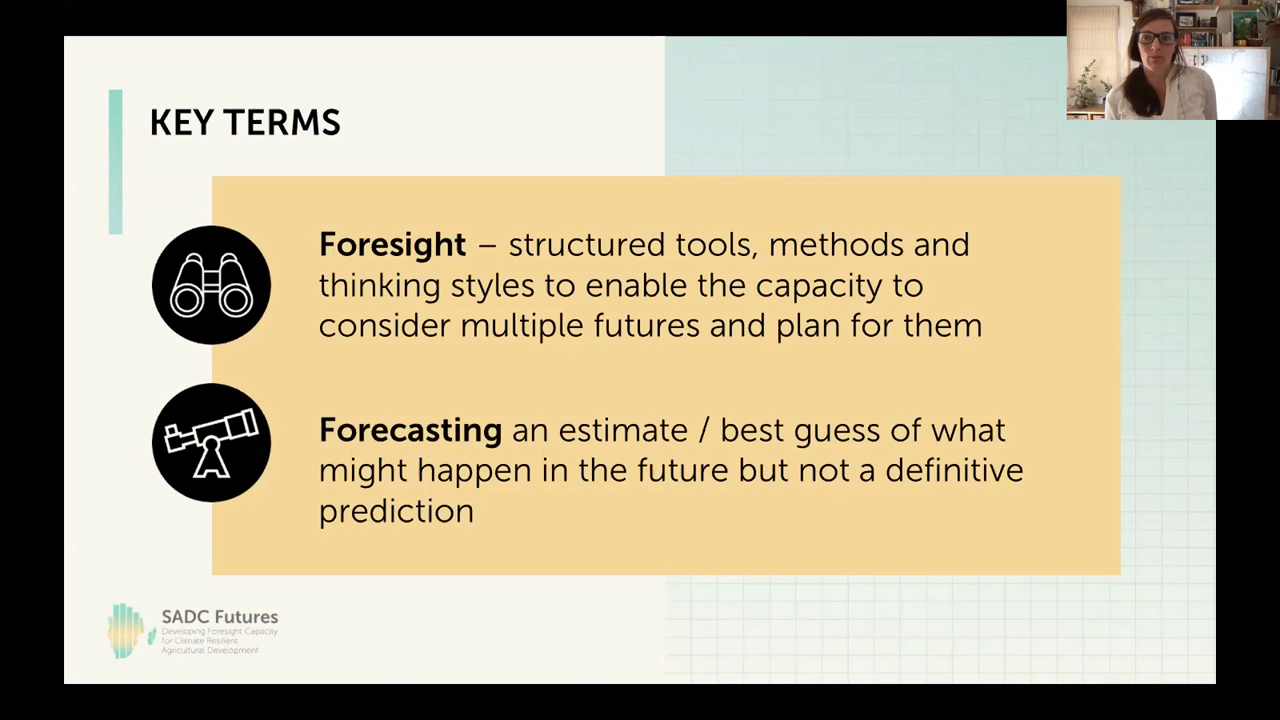 KEY TERMS
Foresight – structured tools, methods and
thinking styles to enable the capacity to
consider multiple futures and plan for them
Forecasting an estimate / best guess of what
might happen in the future but not a definitive
prediction
SADC Futures
Developing Foresight Capacity
for Climate Resilient
Agricultural Development